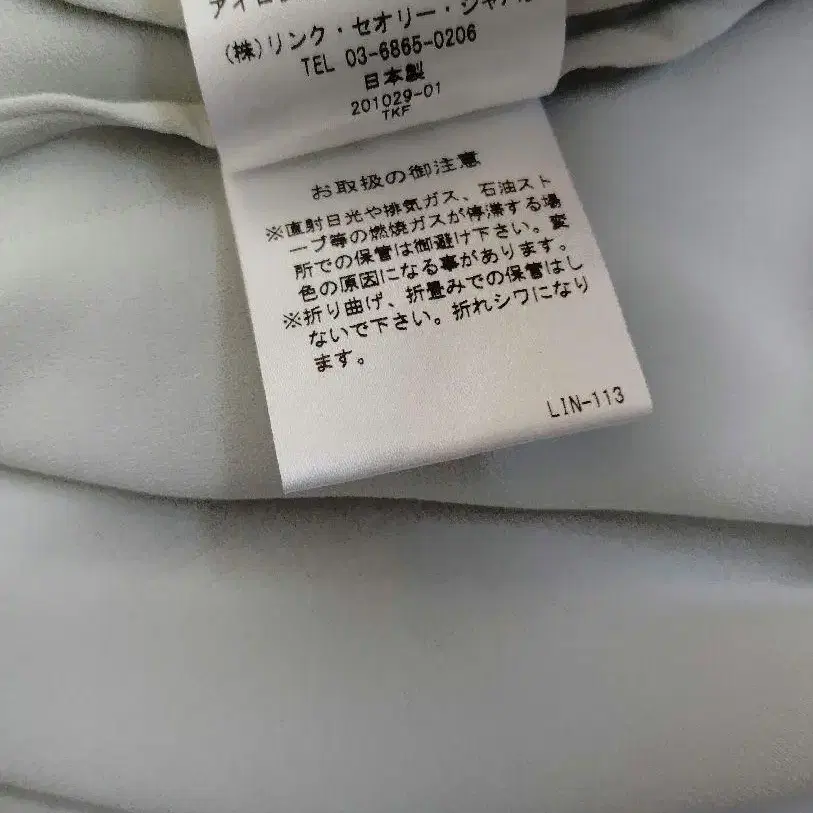 (株)リンク・セオリー・ジャパン
TEL 03-6865-0206
日本製
201029-01
TKF
お取扱の御注意
※直射日光や排気ガス、石油スト
ーブ等の燃焼ガスが停滞する場
所での保管は御避け下さい。変
色の原因になる事があります。
※折り曲げ、折畳みでの保管はし
ないで下さい。折れシワになり
ます。
LIN-113